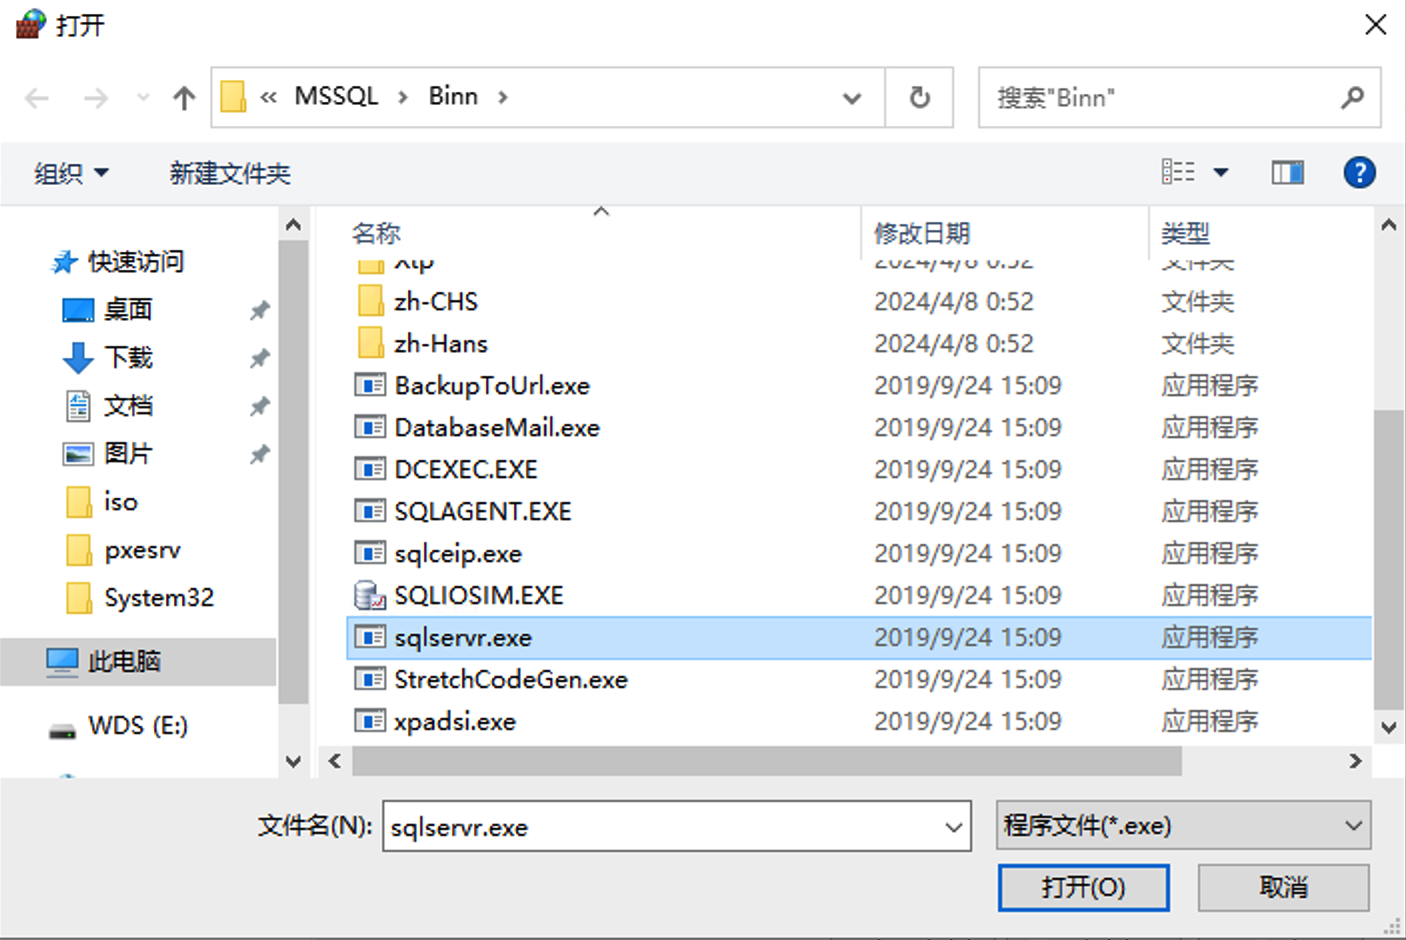 打开
« MSSQL › Binn ›
搜索"Binn"
组织 新建文件夹
名称 修改日期 类型
Xtp 2024/4/8 0:52 文件夹
zh-CHS 2024/4/8 0:52 文件夹
zh-Hans 2024/4/8 0:52 文件夹
BackupToUrl.exe 2019/9/24 15:09 应用程序
DatabaseMail.exe 2019/9/24 15:09 应用程序
DCEXEC.EXE 2019/9/24 15:09 应用程序
SQLAGENT.EXE 2019/9/24 15:09 应用程序
sqlceip.exe 2019/9/24 15:09 应用程序
SQLIOSIM.EXE 2019/9/24 15:09 应用程序
sqlservr.exe 2019/9/24 15:09 应用程序
StretchCodeGen.exe 2019/9/24 15:09 应用程序
xpadsi.exe 2019/9/24 15:09 应用程序
快速访问
桌面
下载
文档
图片
iso
pxesrv
System32
此电脑
WDS (E:)
文件名(N): sqlservr.exe 程序文件(*.exe)
打开(O) 取消